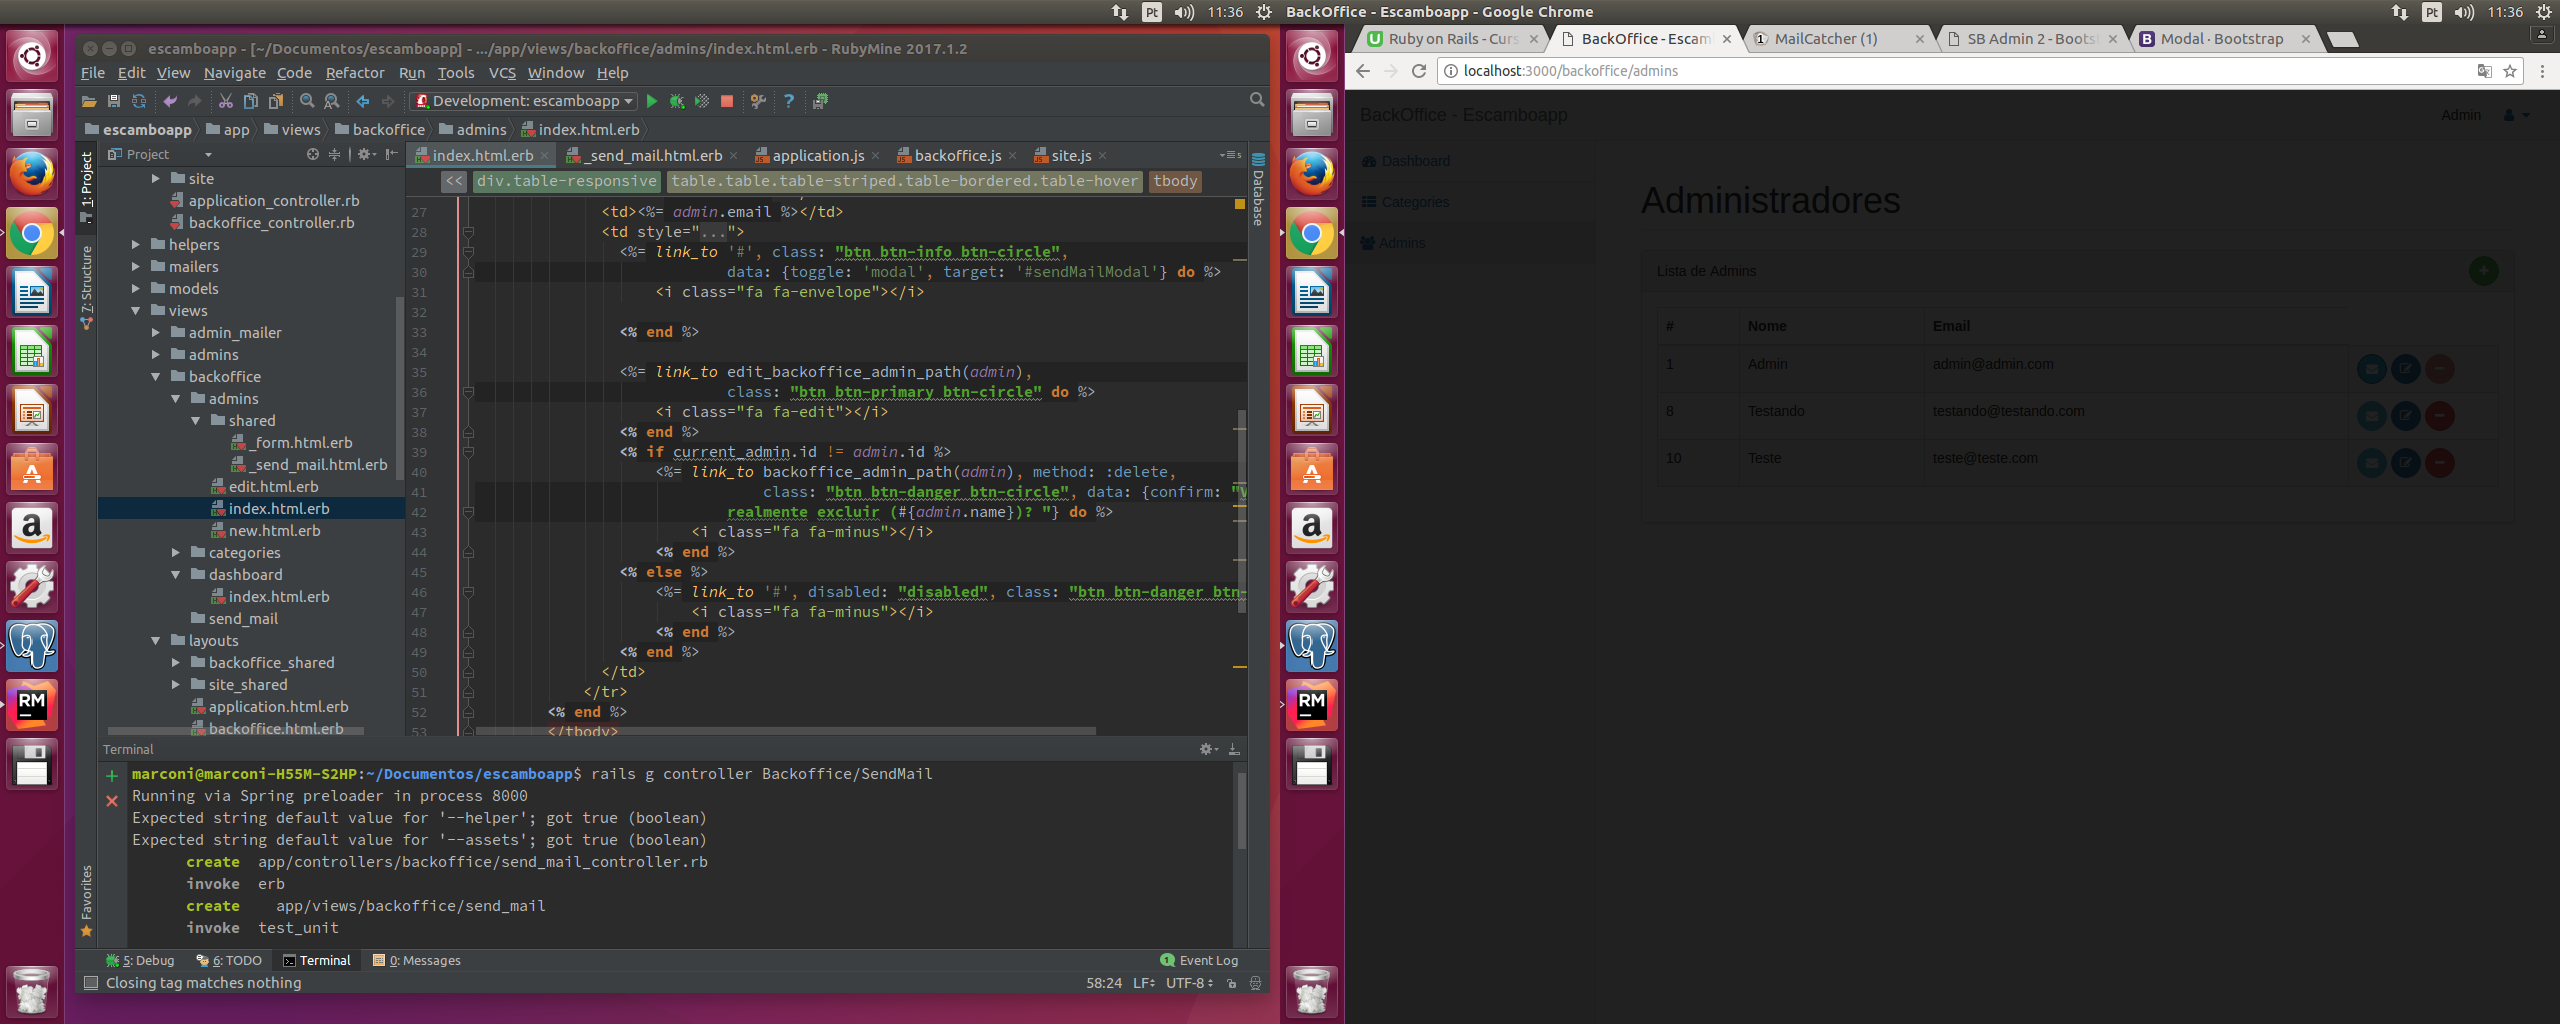 Pt 11:36
BackOffice - Escamboapp - Google Chrome
Pt 11:36
escamboapp - [~/Documentos/escamboapp] - .../app/views/backoffice/admins/index.html.erb - RubyMine 2017.1.2
File Edit View Navigate Code Refactor Run Tools VCS Window Help
Development: escamboapp
escamboapp app views backoffice admins index.html.erb
Project
index.html.erb _send_mail.html.erb application.js backoffice.js site.js
<< div.table-responsive table.table.table-striped.table-bordered.table-hover tbody
1: Project
7: Structure
Favorites
Database
site
application_controller.rb
backoffice_controller.rb
helpers
mailers
models
views
admin_mailer
admins
backoffice
admins
shared
_form.html.erb
_send_mail.html.erb
edit.html.erb
index.html.erb
new.html.erb
categories
dashboard
index.html.erb
send_mail
layouts
backoffice_shared
site_shared
application.html.erb
backoffice.html.erb
27 <td><%= admin.email %></td>
28 <td style="...">
29 <%= link_to '#', class: "btn btn-info btn-circle",
30 data: {toggle: 'modal', target: '#sendMailModal'} do %>
31 <i class="fa fa-envelope"></i>
32
33 <% end %>
34
35 <%= link_to edit_backoffice_admin_path(admin),
36 class: "btn btn-primary btn-circle" do %>
37 <i class="fa fa-edit"></i>
38 <% end %>
39 <% if current_admin.id != admin.id %>
40 <%= link_to backoffice_admin_path(admin), method: :delete,
41 class: "btn btn-danger btn-circle", data: {confirm: "V
42 realmente excluir (#{admin.name})? "} do %>
43 <i class="fa fa-minus"></i>
44 <% end %>
45 <% else %>
46 <%= link_to '#', disabled: "disabled", class: "btn btn-danger btn-
47 <i class="fa fa-minus"></i>
48 <% end %>
49 <% end %>
50 </td>
51 </tr>
52 <% end %>
53 </tbody>
Terminal
marconi@marconi-H55M-S2HP:~/Documentos/escamboapp$ rails g controller Backoffice/SendMail
Running via Spring preloader in process 8000
Expected string default value for '--helper'; got true (boolean)
Expected string default value for '--assets'; got true (boolean)
create app/controllers/backoffice/send_mail_controller.rb
invoke erb
create app/views/backoffice/send_mail
invoke test_unit
5: Debug 6: TODO Terminal 0: Messages 1 Event Log
Closing tag matches nothing 58:24 LF UTF-8
RM
Ruby on Rails - Curs BackOffice - Escam MailCatcher (1) SB Admin 2 - Boots Modal · Bootstrap
localhost:3000/backoffice/admins
BackOffice - Escamboapp Admin
Dashboard
Categories
Admins
Administradores
Lista de Admins
# Nome Email
1 Admin admin@admin.com
8 Testando testando@testando.com
10 Teste teste@teste.com
RM